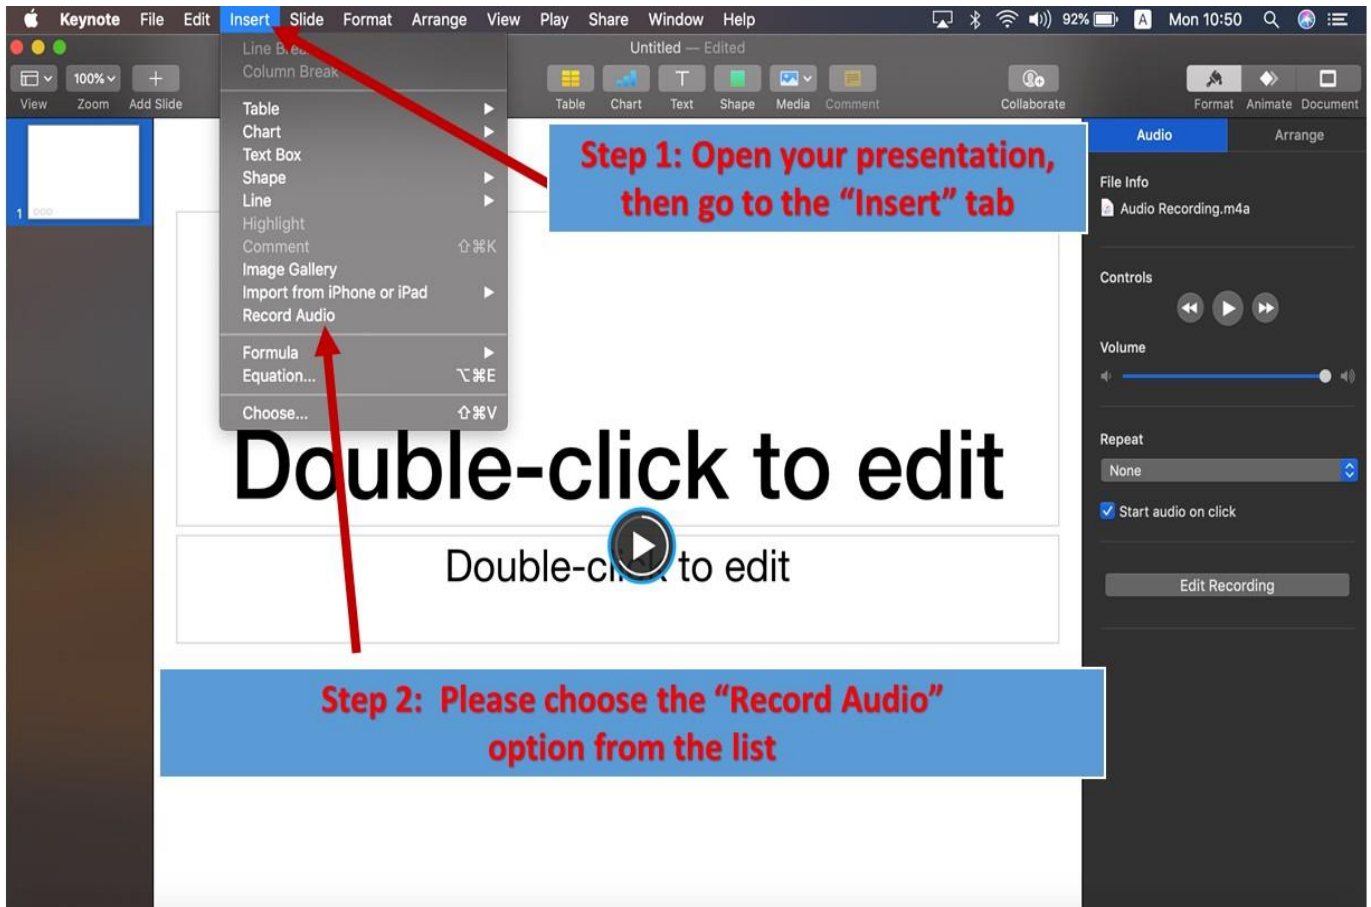 Keynote File Edit Insert Slide Format Arrange View Play Share Window Help 92% A Mon 10:50
Untitled — Edited
100%
View Zoom Add Slide Table Chart T Text Shape Media Comment Collaborate Format Animate Document
Line
Column Break
Table
Chart
Text Box
Shape
Line
Highlight
Comment ⇧⌘K
Image Gallery
Import from iPhone or iPad
Record Audio
Formula
Equation... ⌥⌘E
Choose... ⇧⌘V
1
Step 1: Open your presentation,
then go to the “Insert” tab
Double-click to edit
Double-click to edit
Step 2: Please choose the “Record Audio”
option from the list
Audio Arrange
File Info
Audio Recording.m4a
Controls
Volume
Repeat
None
Start audio on click
Edit Recording